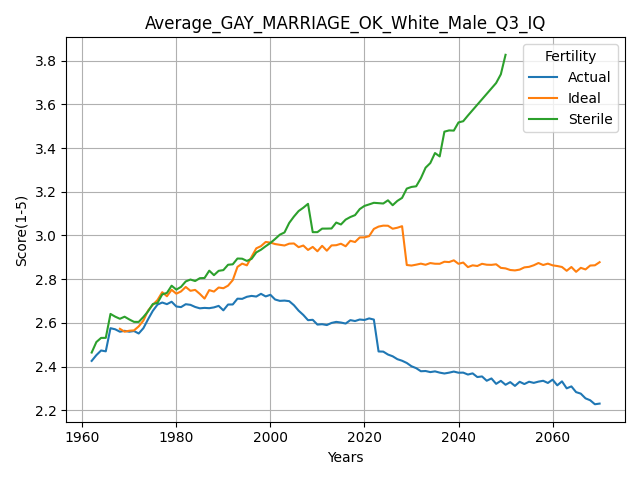 Average_GAY_MARRIAGE_OK_White_Male_Q3_IQ
Fertility
Actual
Ideal
Sterile
3.8
3.6
3.4
3.2
3.0
2.8
2.6
2.4
2.2
Score(1-5)
1960 1980 2000 2020 2040 2060
Years